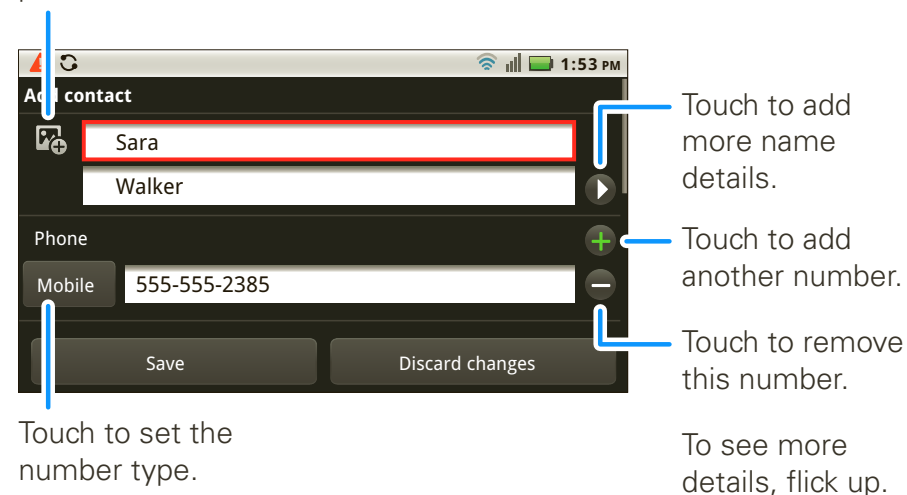 1:53 PM
Add contact
Sara
Walker
Phone
Mobile
555-555-2385
Save
Discard changes
Touch to add
more name
details.
Touch to add
another number.
Touch to remove
this number.
Touch to set the
number type.
To see more
details, flick up.